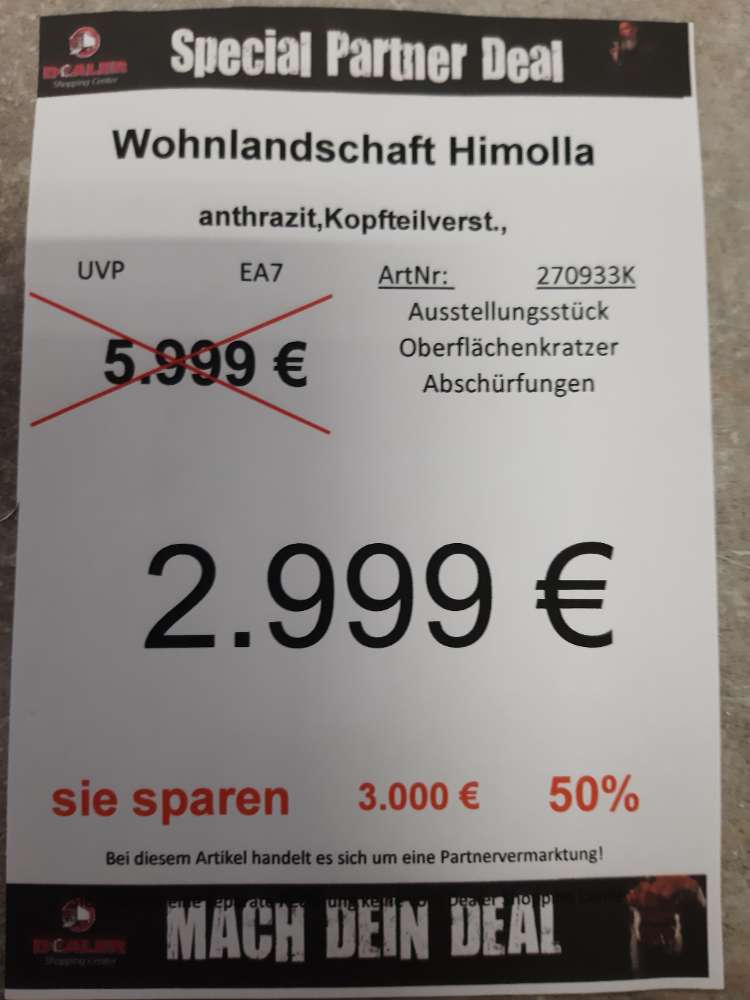 DEALER
Shopping Center
Special Partner Deal
Wohnlandschaft Himolla
anthrazit,Kopfteilverst.,
UVP EA7 ArtNr: 270933K
Ausstellungsstück
5.999 € Oberflächenkratzer
Abschürfungen
2.999 €
sie sparen 3.000 € 50%
Bei diesem Artikel handelt es sich um eine Partnervermarktung!
DEALER
Shopping Center
MACH DEIN DEAL